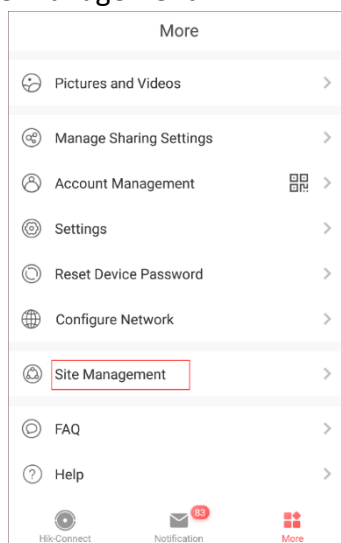 More
Pictures and Videos
Manage Sharing Settings
Account Management
Settings
Reset Device Password
Configure Network
Site Management
FAQ
Help
83
Hik-Connect Notification More